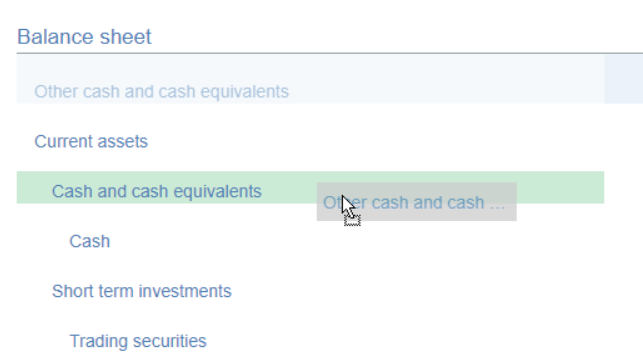 Balance sheet
Other cash and cash equivalents
Current assets
Cash and cash equivalents
Other cash and cash ...
Cash
Short term investments
Trading securities